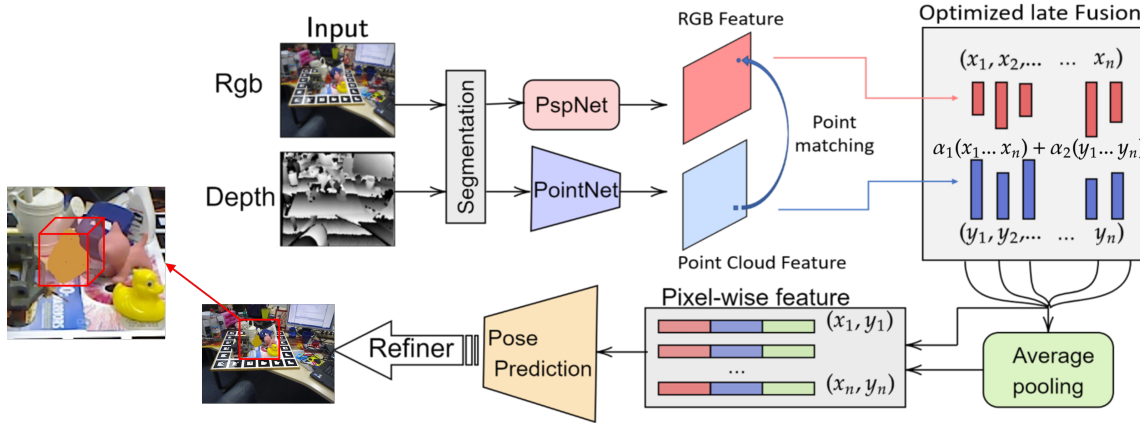 Input
Rgb
Depth
Segmentation
PspNet
PointNet
RGB Feature
Point
matching
Point Cloud Feature
Optimized late Fusion
(x₁, x₂,... ... xₙ)
α₁(x₁... xₙ) + α₂(y₁... yₙ)
(y₁, y₂,... ... yₙ)
Average
pooling
Pixel-wise feature
(x₁, y₁)
...
(xₙ, yₙ)
Pose
Prediction
Refiner